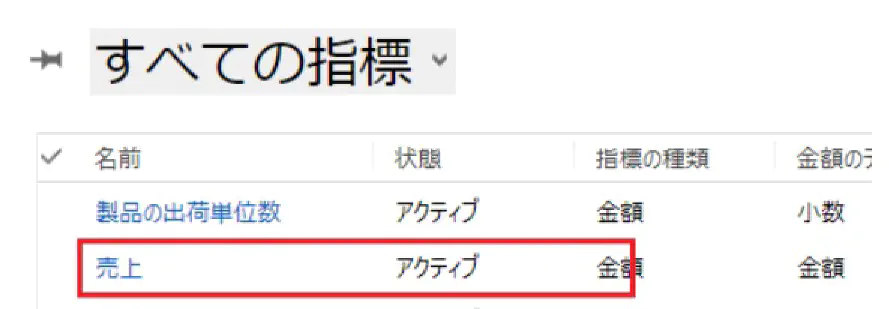 すべての指標
名前 状態 指標の種類 金額のデ
製品の出荷単位数 アクティブ 金額 小数
売上 アクティブ 金額 金額